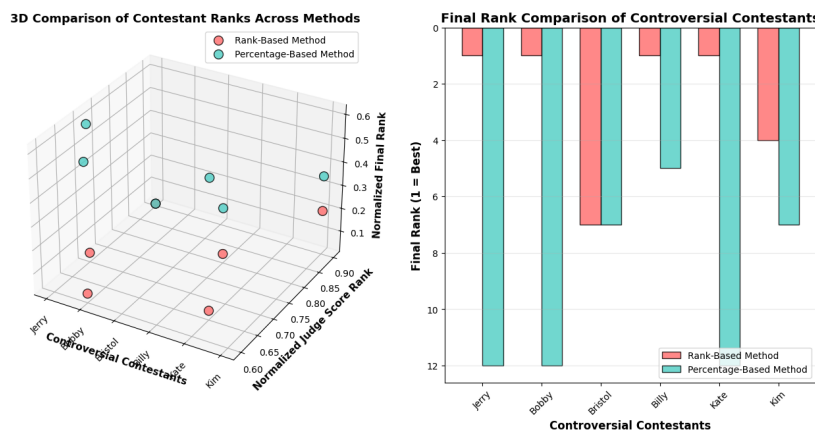 3D Comparison of Contestant Ranks Across Methods
Rank-Based Method
Percentage-Based Method
0.6
0.5
0.4
0.3
0.2
0.1
Normalized Final Rank
0.90
0.85
0.80
0.75
0.70
0.65
0.60
Normalized Judge Score Rank
Jerry
Bobby
Bristol
Billy
Kate
Kim
Controversial Contestants
Final Rank Comparison of Controversial Contestants
0
2
4
6
8
10
12
Final Rank (1 = Best)
Rank-Based Method
Percentage-Based Method
Jerry
Bobby
Bristol
Billy
Kate
Kim
Controversial Contestants